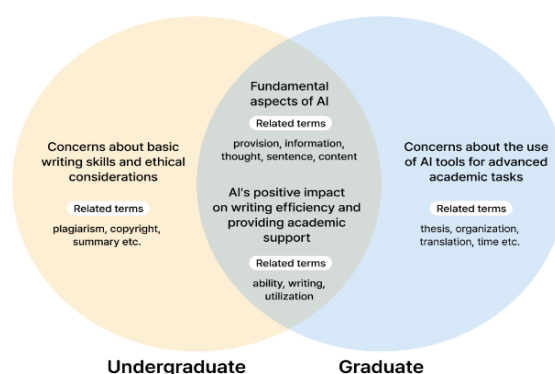 Concerns about basic
writing skills and ethical
considerations
Related terms
plagiarism, copyright,
summary etc.
Fundamental
aspects of AI
Related terms
provision, information,
thought, sentence, content
AI's positive impact
on writing efficiency and
providing academic
support
Related terms
ability, writing,
utilization
Concerns about the use
of AI tools for advanced
academic tasks
Related terms
thesis, organization,
translation, time etc.
Undergraduate
Graduate